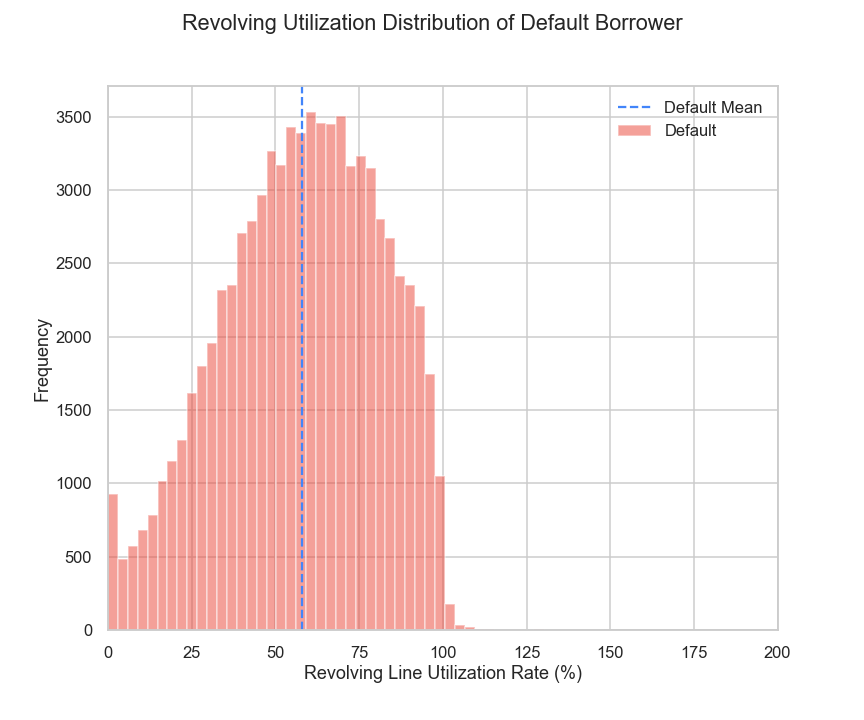 Revolving Utilization Distribution of Default Borrower
Default Mean
Default
3500
3000
2500
2000
1500
1000
500
0
Frequency
0 25 50 75 100 125 150 175 200
Revolving Line Utilization Rate (%)